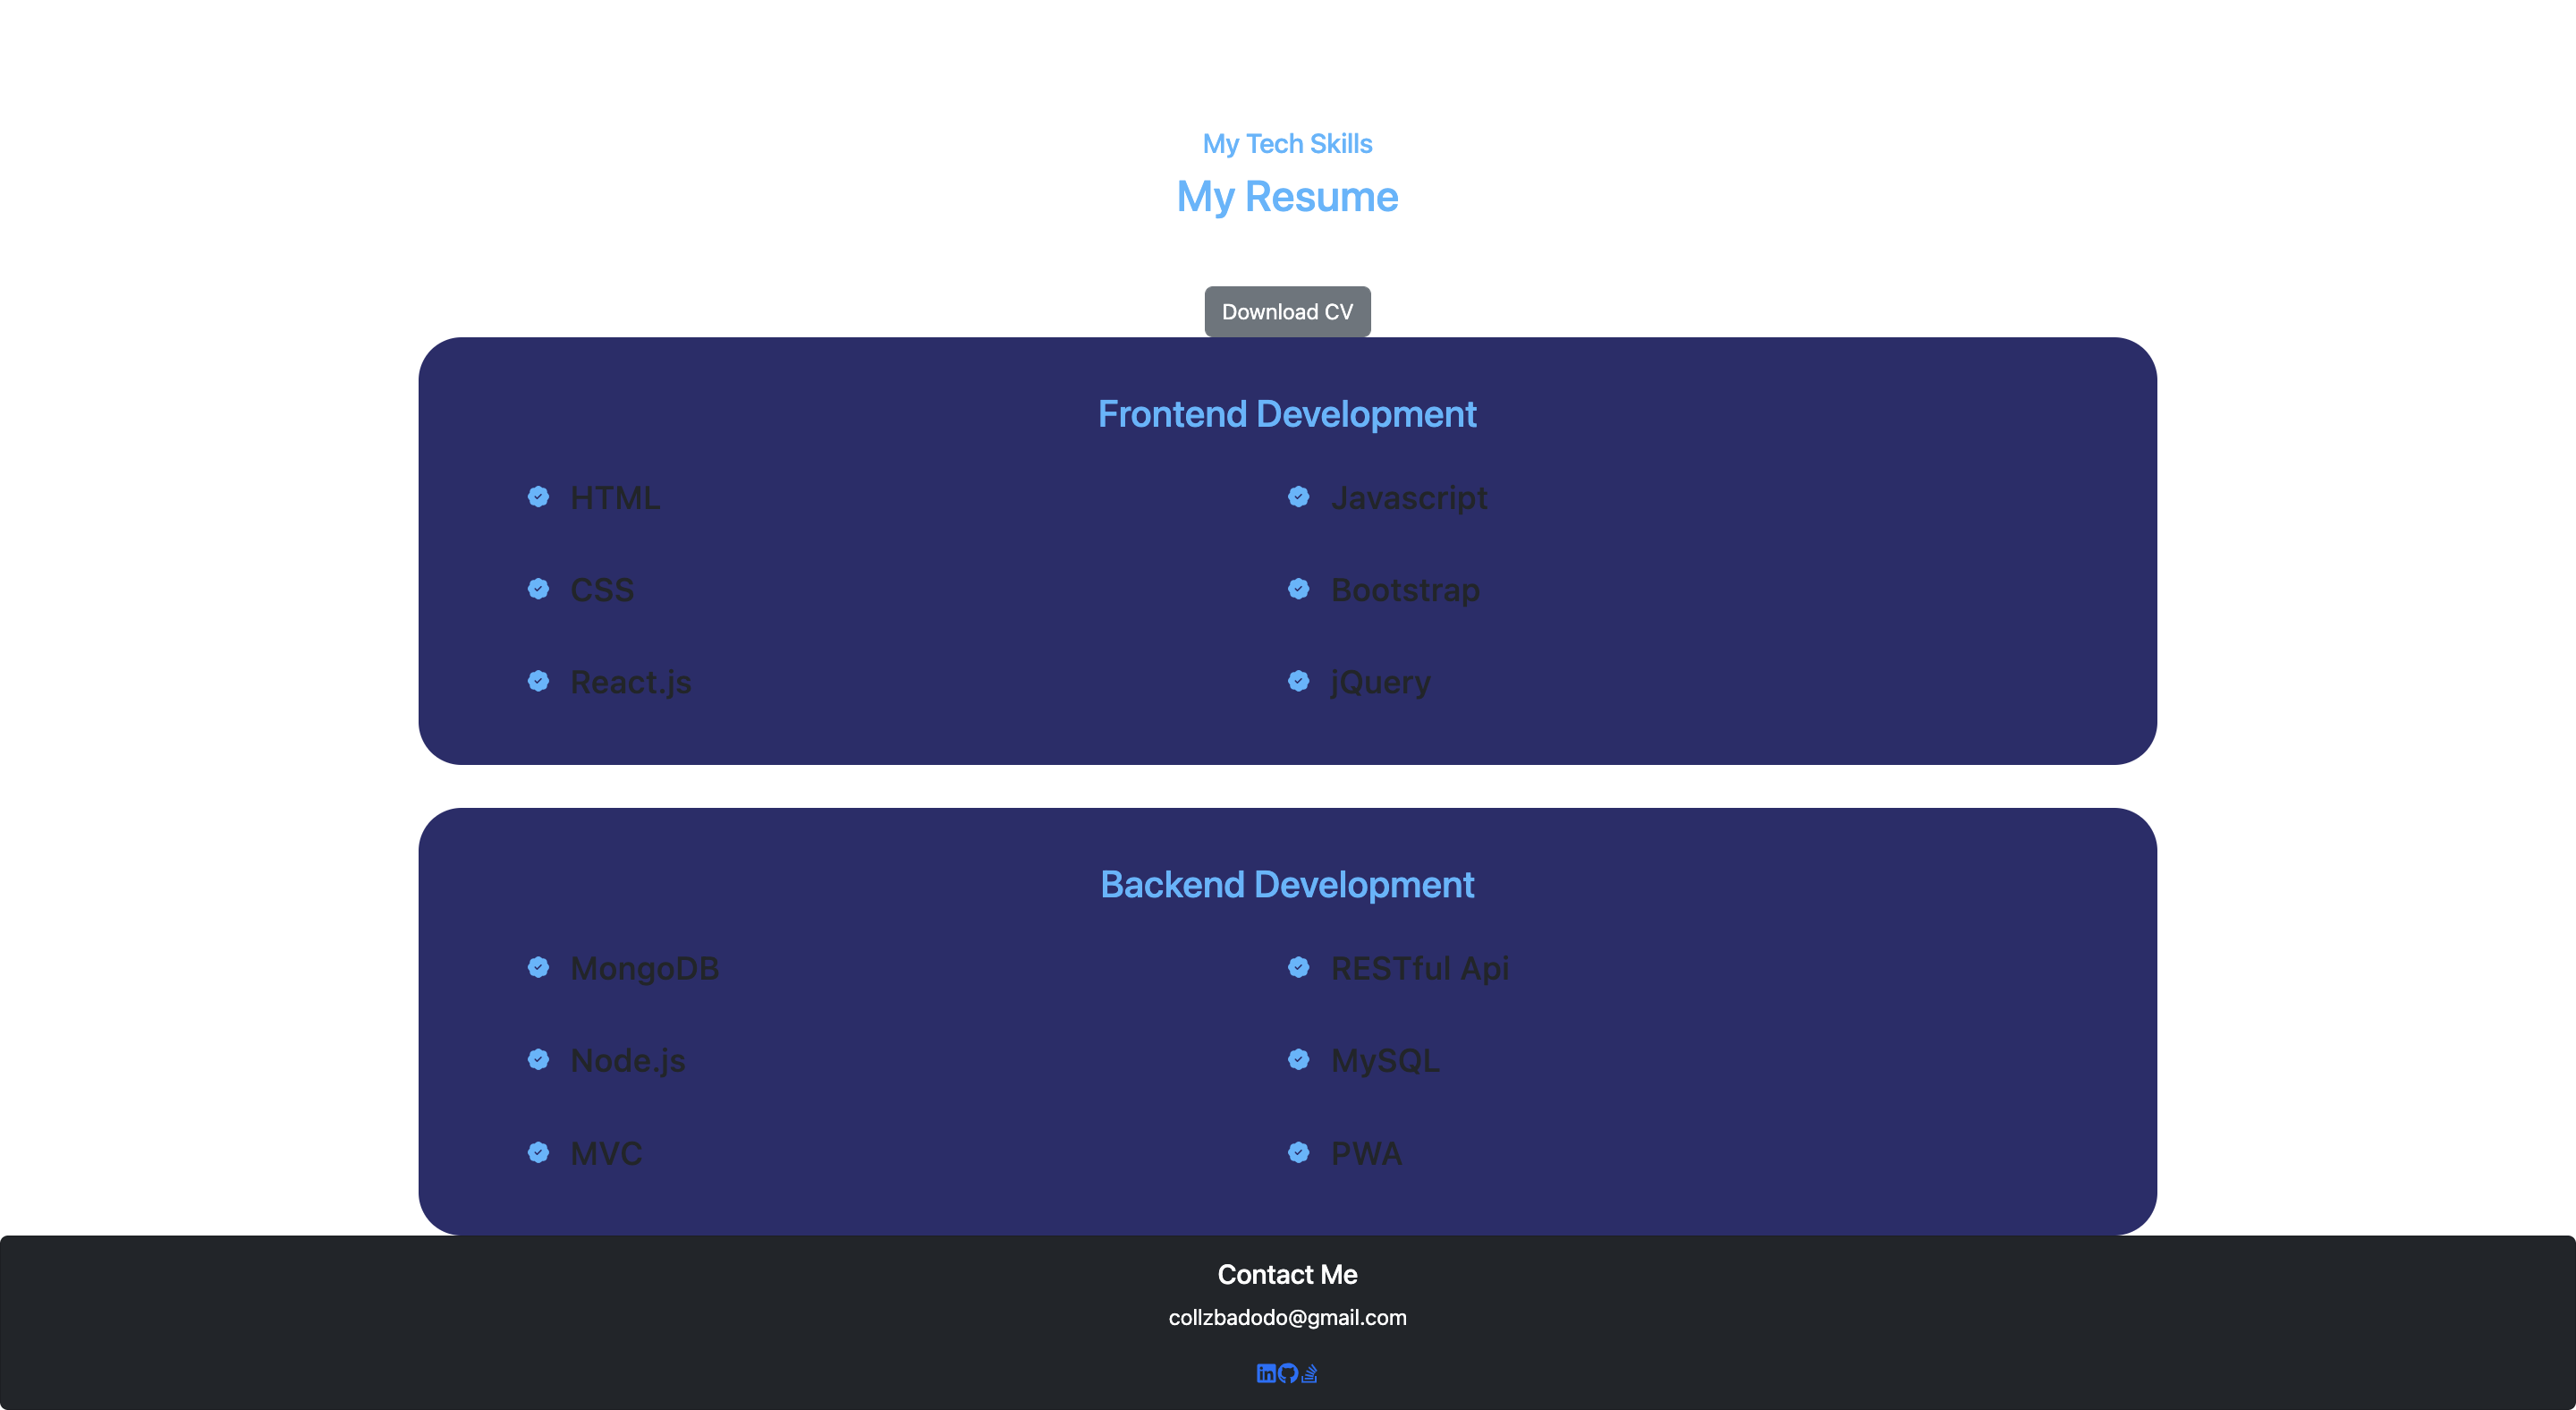 My Tech Skills
My Resume
Download CV
Frontend Development
HTML
Javascript
CSS
Bootstrap
React.js
jQuery
Backend Development
MongoDB
RESTful Api
Node.js
MySQL
MVC
PWA
Contact Me
collzbadodo@gmail.com
in